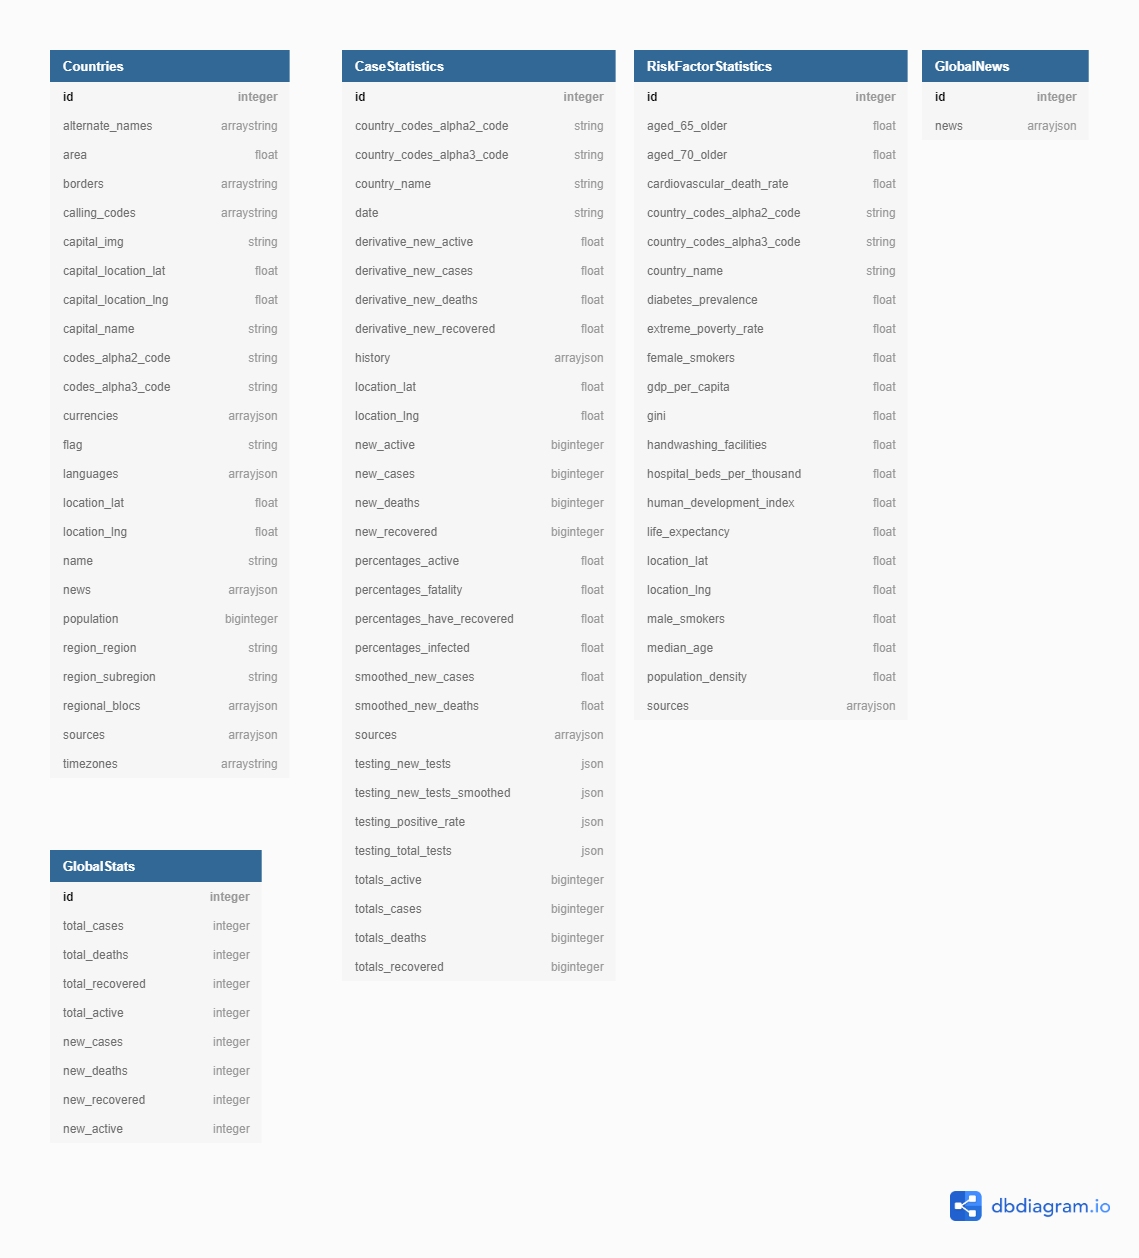 Countries
id integer
alternate_names arraystring
area float
borders arraystring
calling_codes arraystring
capital_img string
capital_location_lat float
capital_location_lng float
capital_name string
codes_alpha2_code string
codes_alpha3_code string
currencies arrayjson
flag string
languages arrayjson
location_lat float
location_lng float
name string
news arrayjson
population biginteger
region_region string
region_subregion string
regional_blocs arrayjson
sources arrayjson
timezones arraystring
CaseStatistics
id integer
country_codes_alpha2_code string
country_codes_alpha3_code string
country_name string
date string
derivative_new_active float
derivative_new_cases float
derivative_new_deaths float
derivative_new_recovered float
history arrayjson
location_lat float
location_lng float
new_active biginteger
new_cases biginteger
new_deaths biginteger
new_recovered biginteger
percentages_active float
percentages_fatality float
percentages_have_recovered float
percentages_infected float
smoothed_new_cases float
smoothed_new_deaths float
sources arrayjson
testing_new_tests json
testing_new_tests_smoothed json
testing_positive_rate json
testing_total_tests json
totals_active biginteger
totals_cases biginteger
totals_deaths biginteger
totals_recovered biginteger
RiskFactorStatistics
id integer
aged_65_older float
aged_70_older float
cardiovascular_death_rate float
country_codes_alpha2_code string
country_codes_alpha3_code string
country_name string
diabetes_prevalence float
extreme_poverty_rate float
female_smokers float
gdp_per_capita float
gini float
handwashing_facilities float
hospital_beds_per_thousand float
human_development_index float
life_expectancy float
location_lat float
location_lng float
male_smokers float
median_age float
population_density float
sources arrayjson
GlobalNews
id integer
news arrayjson
GlobalStats
id integer
total_cases integer
total_deaths integer
total_recovered integer
total_active integer
new_cases integer
new_deaths integer
new_recovered integer
new_active integer
dbdiagram.io